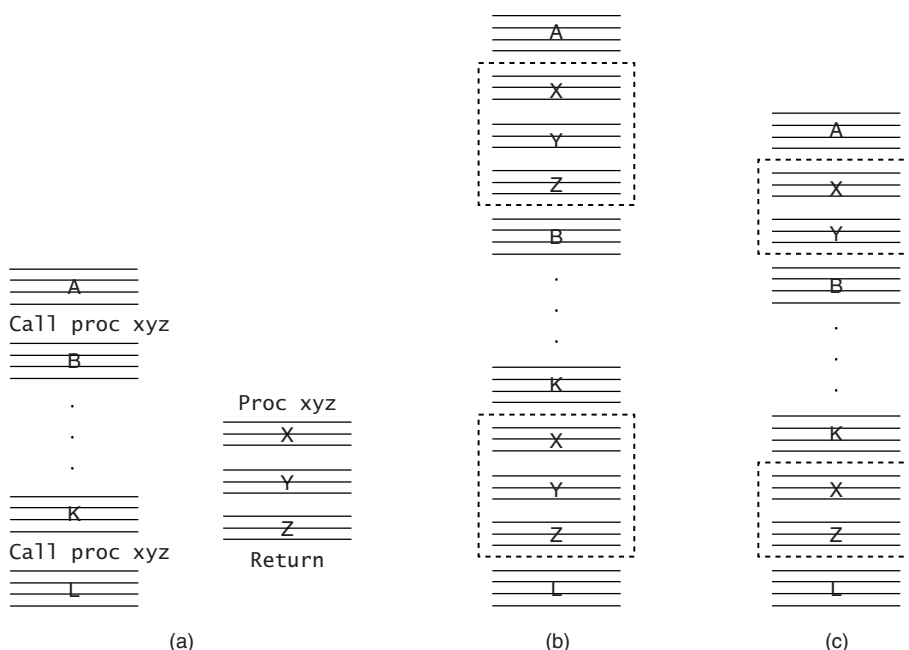 A
Call proc xyz
B
.
.
.
K
Call proc xyz
L
Proc xyz
X
Y
Z
Return
(a)
A
X
Y
Z
B
.
.
.
K
X
Y
Z
L
(b)
A
X
Y
B
.
.
.
K
X
Z
L
(c)